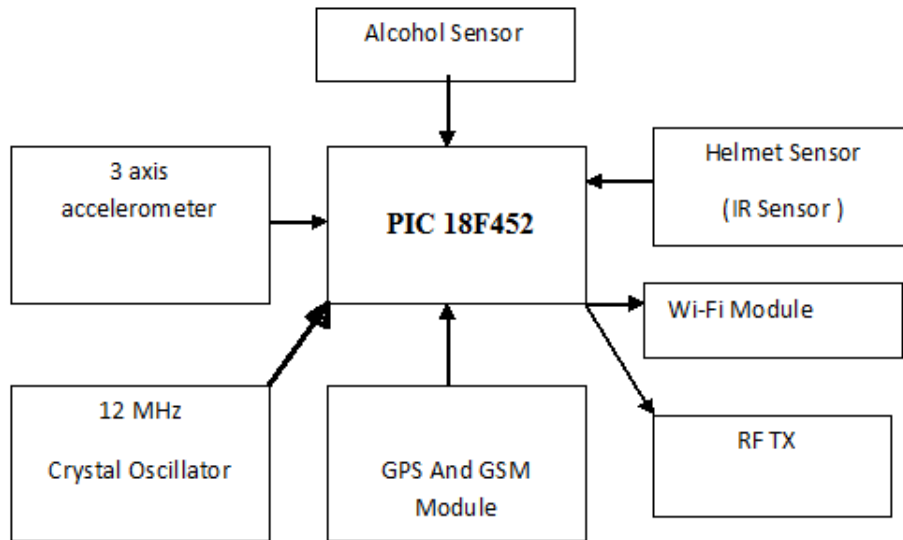 Alcohol Sensor
3 axis
accelerometer
PIC 18F452
Helmet Sensor
( IR Sensor )
Wi-Fi Module
12 MHz
Crystal Oscillator
GPS And GSM
Module
RF TX